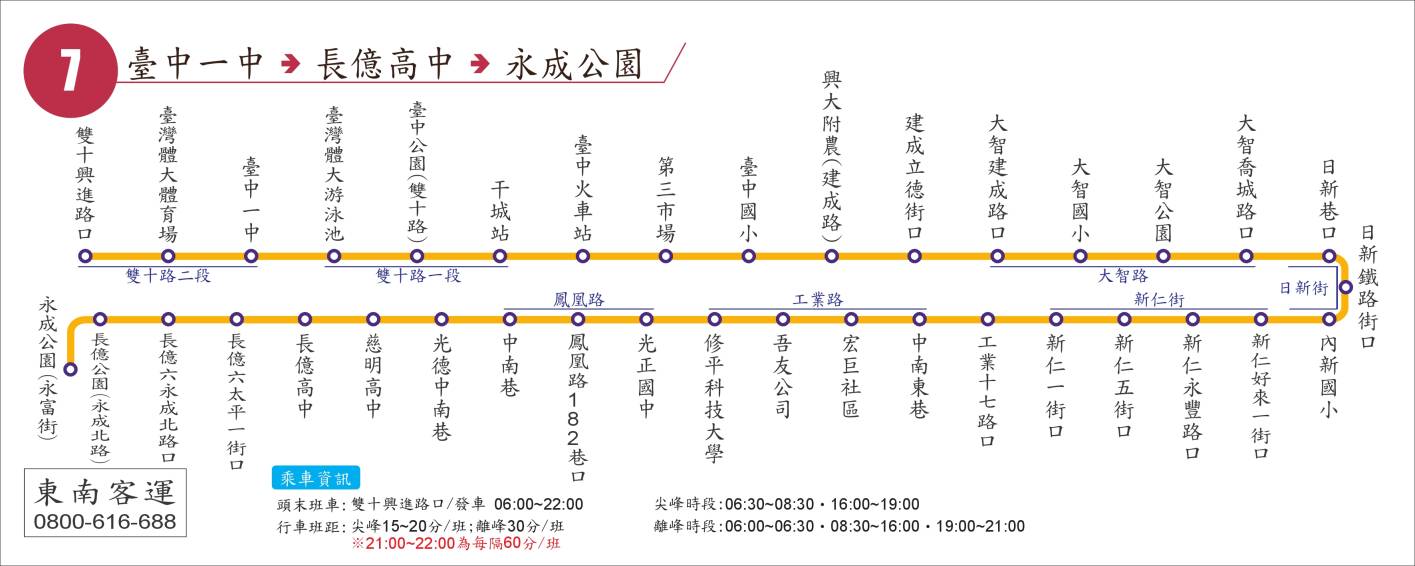 7
臺中一中 ➔ 長億高中 ➔ 永成公園
雙十興進路口
臺灣體大體育場
臺中一中
臺灣體大游泳池
臺中公園(雙十路)
干城站
臺中火車站
第三市場
臺中國小
興大附農(建成路)
建成立德街口
大智建成路口
大智國小
大智公園
大智喬城路口
日新巷口
日新鐵路街口
雙十路二段
雙十路一段
大智路
日新街
鳳凰路
工業路
新仁街
永成公園(永富街)
長億公園(永成北路)
長億六永成北路口
長億六太平一街口
長億高中
慈明高中
光德中南巷
中南巷
鳳凰路182巷口
光正國中
修平科技大學
吾友公司
宏巨社區
中南東巷
工業十七路口
新仁一街口
新仁五街口
新仁永豐路口
新仁好來一街口
內新國小
東南客運
0800-616-688
乘車資訊
頭末班車: 雙十興進路口/發車 06:00~22:00
行車班距: 尖峰15~20分/班;離峰30分/班
※21:00~22:00為每隔60分/班
尖峰時段:06:30~08:30・16:00~19:00
離峰時段:06:00~06:30・08:30~16:00・19:00~21:00